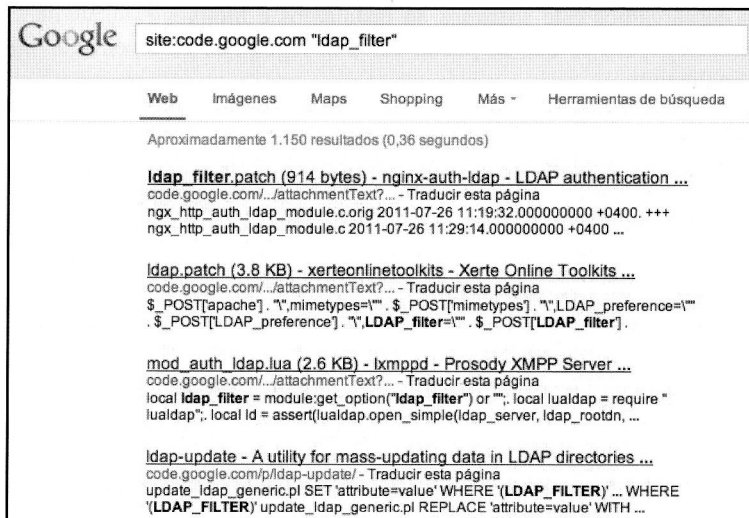 Google
site:code.google.com "ldap_filter"
Web Imágenes Maps Shopping Más Herramientas de búsqueda
Aproximadamente 1.150 resultados (0,36 segundos)
ldap_filter.patch (914 bytes) - nginx-auth-ldap - LDAP authentication ...
code.google.com/.../attachmentText?... - Traducir esta página
ngx_http_auth_ldap_module.c.orig 2011-07-26 11:19:32.000000000 +0400. +++
ngx_http_auth_ldap_module.c 2011-07-26 11:29:14.000000000 +0400 ...
ldap.patch (3.8 KB) - xerteonlinetoolkits - Xerte Online Toolkits ...
code.google.com/.../attachmentText?... - Traducir esta página
$_POST['apache'] . "\",mimetypes=\"" . $_POST['mimetypes'] . "\",LDAP_preference=\""
. $_POST['LDAP_preference'] . "\",LDAP_filter=\"" . $_POST['LDAP_filter'] .
mod_auth_ldap.lua (2.6 KB) - lxmppd - Prosody XMPP Server ...
code.google.com/.../attachmentText?... - Traducir esta página
local ldap_filter = module:get_option("ldap_filter") or "";. local lualdap = require "
lualdap";. local ld = assert(lualdap.open_simple(ldap_server, ldap_rootdn, ...
ldap-update - A utility for mass-updating data in LDAP directories ...
code.google.com/p/ldap-update/ - Traducir esta página
update_ldap_generic.pl SET 'attribute=value' WHERE '(LDAP_FILTER)' ... WHERE
'(LDAP_FILTER)' update_ldap_generic.pl REPLACE 'attribute=value' WITH ...